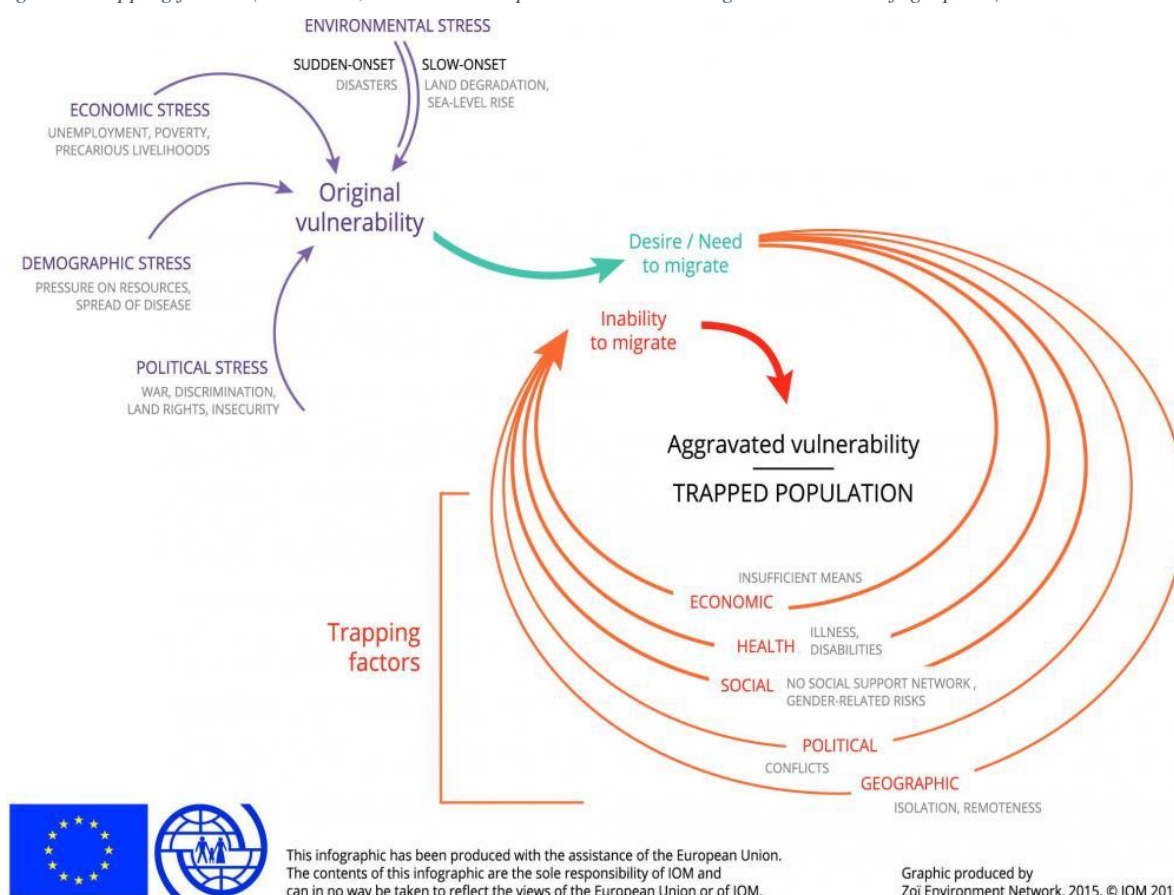 ENVIRONMENTAL STRESS
SUDDEN-ONSET
DISASTERS
SLOW-ONSET
LAND DEGRADATION,
SEA-LEVEL RISE
ECONOMIC STRESS
UNEMPLOYMENT, POVERTY,
PRECARIOUS LIVELIHOODS
Original
vulnerability
DEMOGRAPHIC STRESS
PRESSURE ON RESOURCES,
SPREAD OF DISEASE
POLITICAL STRESS
WAR, DISCRIMINATION,
LAND RIGHTS, INSECURITY
Desire / Need
to migrate
Inability
to migrate
Aggravated vulnerability
TRAPPED POPULATION
Trapping
factors
INSUFFICIENT MEANS
ECONOMIC
HEALTH
ILLNESS,
DISABILITIES
SOCIAL
NO SOCIAL SUPPORT NETWORK ,
GENDER-RELATED RISKS
POLITICAL
CONFLICTS
GEOGRAPHIC
ISOLATION, REMOTENESS
This infographic has been produced with the assistance of the European Union.
The contents of this infographic are the sole responsibility of IOM and
can in no way be taken to reflect the views of the European Union or of IOM.
Graphic produced by
Zoï Environment Network, 2015. © IOM